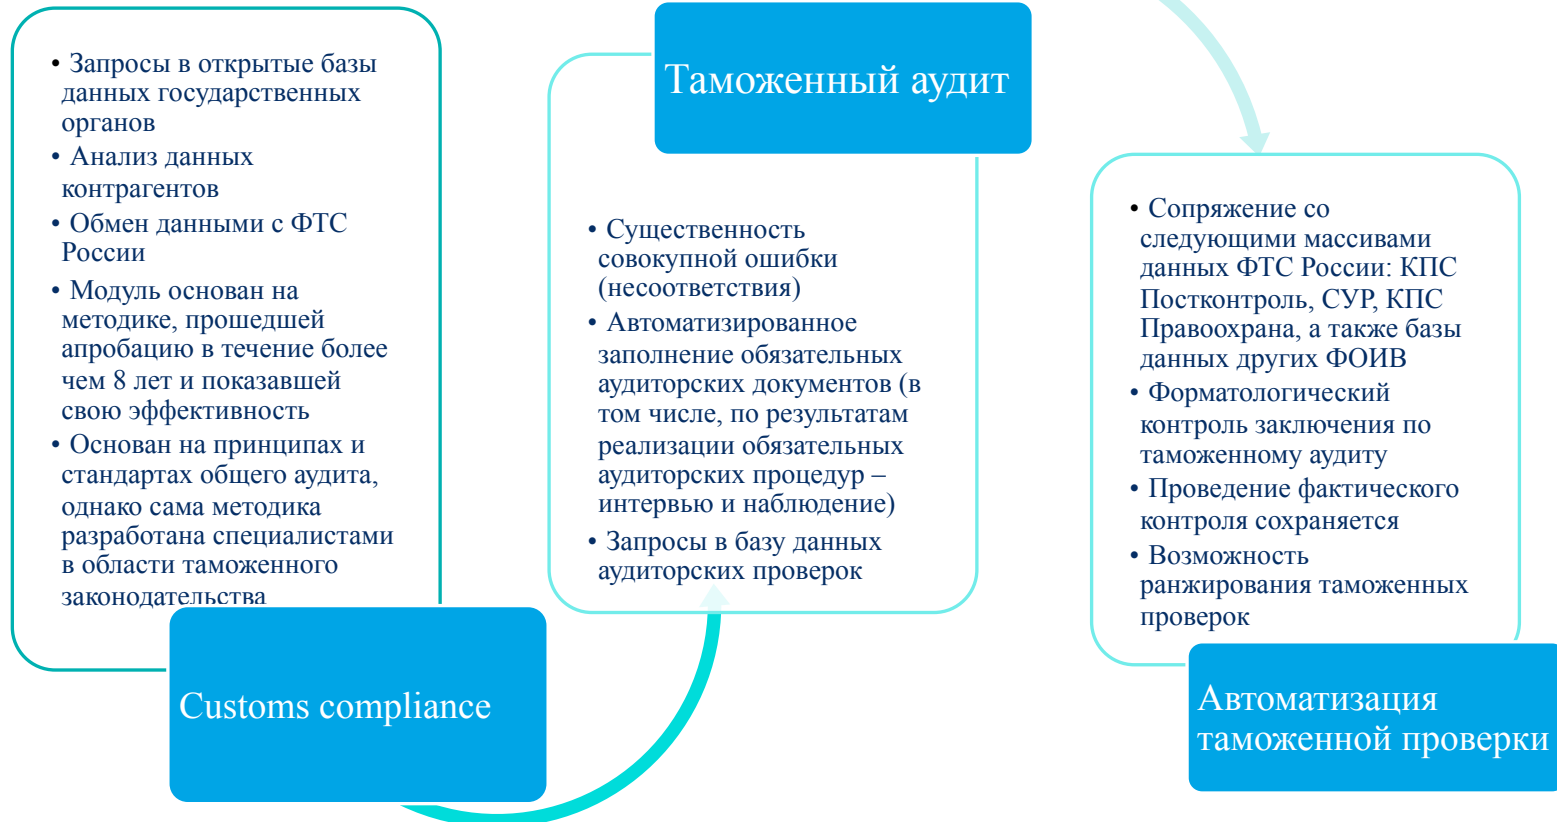 • Запросы в открытые базы
данных государственных
органов
• Анализ данных
контрагентов
• Обмен данными с ФТС
России
• Модуль основан на
методике, прошедшей
апробацию в течение более
чем 8 лет и показавшей
свою эффективность
• Основан на принципах и
стандартах общего аудита,
однако сама методика
разработана специалистами
в области таможенного
законодательства
Customs compliance
Таможенный аудит
• Существенность
совокупной ошибки
(несоответствия)
• Автоматизированное
заполнение обязательных
аудиторских документов (в
том числе, по результатам
реализации обязательных
аудиторских процедур –
интервью и наблюдение)
• Запросы в базу данных
аудиторских проверок
• Сопряжение со
следующими массивами
данных ФТС России: КПС
Постконтроль, СУР, КПС
Правоохрана, а также базы
данных других ФОИВ
• Форматологический
контроль заключения по
таможенному аудиту
• Проведение фактического
контроля сохраняется
• Возможность
ранжирования таможенных
проверок
Автоматизация
таможенной проверки